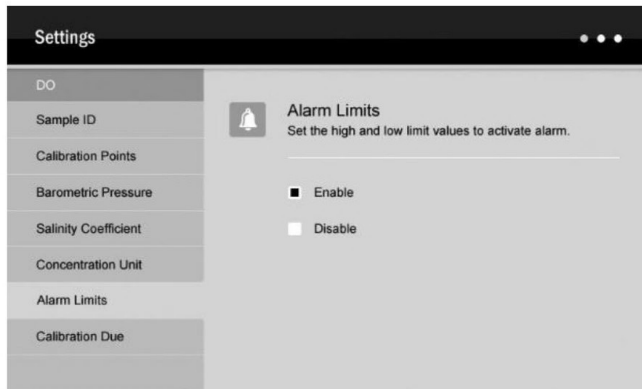 Settings
DO
Sample ID
Calibration Points
Barometric Pressure
Salinity Coefficient
Concentration Unit
Alarm Limits
Calibration Due
Alarm Limits
Set the high and low limit values to activate alarm.
Enable
Disable